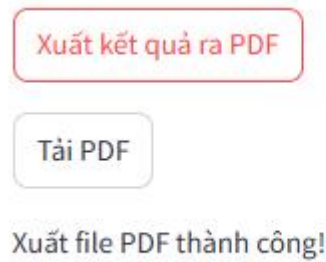 Xuất kết quả ra PDF
Tải PDF
Xuất file PDF thành công!